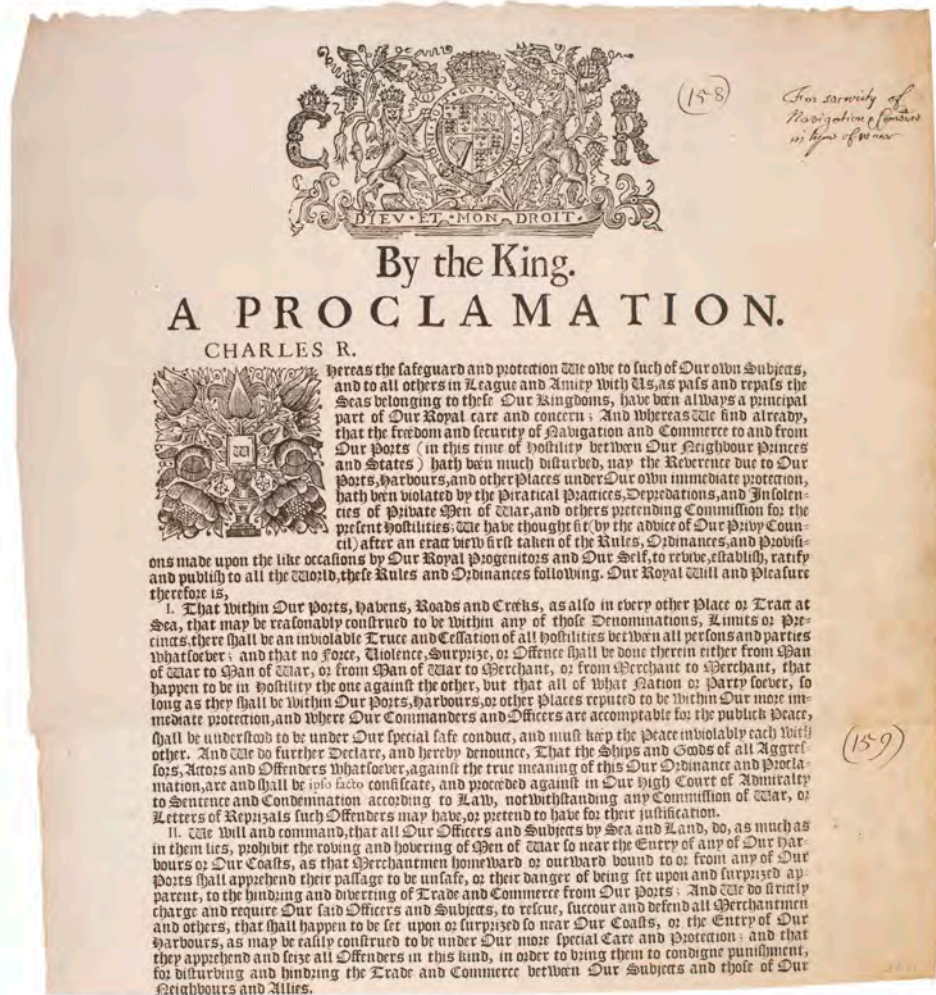 C R
HON SOIT QUI MAL Y PENSE
(158)
For security of
Navigation &
in tyme of warr
DIEV·ET·MON·DROIT·
By the King.
A PROCLAMATION.
CHARLES R.
Whereas the safeguard and protection We owe to such of Our own Subjects,
and to all others in League and Amity with Us, as pass and repass the
Seas belonging to these Our Kingdoms, have been always a principal
part of Our Royal care and concern; And whereas We find already,
that the freedom and security of Navigation and Commerce to and from
Our Ports (in this time of Hostility between Our Neighbour Princes
and States) hath been much disturbed, nay the Reverence due to Our
Ports, Harbours, and other Places under Our own immediate protection,
hath been violated by the Piratical Practices, Depredations, and Insolen-
cies of Private Men of War, and others pretending Commission for the
present Hostilities; We have thought fit (by the advice of Our Privy Coun-
cil) after an exact view first taken of the Rules, Ordinances, and Provisi-
ons made upon the like occasions by Our Royal Progenitors and Our Self, to revive, establish, ratify
and publish to all the World, these Rules and Ordinances following. Our Royal Will and Pleasure
therefore is,
I. That within Our Ports, Havens, Roads and Creeks, as also in every other Place or Tract at
Sea, that may be reasonably construed to be within any of those Denominations, Limits or Pre-
cincts, there shall be an inviolable Truce and Cessation of all Hostilities between all persons and parties
whatsoever; and that no Force, Violence, Surprize, or Offence shall be done therein either from Man
of War to Man of War, or from Man of War to Merchant, or from Merchant to Merchant, that
happen to be in Hostility the one against the other, but that all of what Nation or Party soever, so
long as they shall be within Our Ports, Harbours, or other Places reputed to be within Our more im-
mediate protection, and where Our Commanders and Officers are accomptable for the publick Peace,
shall be understood to be under Our special safe conduct, and must keep the Peace inviolably each with
other. And We do further Declare, and hereby denounce, That the Ships and Goods of all Aggres-
sors, Actors and Offenders whatsoever, against the true meaning of this Our Ordinance and Procla-
mation, are and shall be ipso facto confiscate, and proceeded against in Our High Court of Admiralty
to Sentence and Condemnation according to Law, notwithstanding any Commission of War, or
Letters of Reprizals such Offenders may have, or pretend to have for their justification.
(159)
II. We will and command, that all Our Officers and Subjects by Sea and Land, do, as much as
in them lies, prohibit the roving and hovering of Men of War so near the Entry of any of Our Har-
bours or Our Coasts, as that Merchantmen homeward or outward bound to or from any of Our
Ports shall apprehend their passage to be unsafe, or their danger of being set upon and surprized ap-
parent, to the hindring and diverting of Trade and Commerce from Our Ports; And We do strictly
charge and require Our said Officers and Subjects, to rescue, succour and defend all Merchantmen
and others, that shall happen to be set upon or surprized so near Our Coasts, or the Entry of Our
Harbours, as may be easily construed to be under Our more special Care and Protection; and that
they apprehend and seize all Offenders in this kind, in order to bring them to condigne punishment,
for disturbing and hindring the Trade and Commerce between Our Subjects and those of Our
Neighbours and Allies.